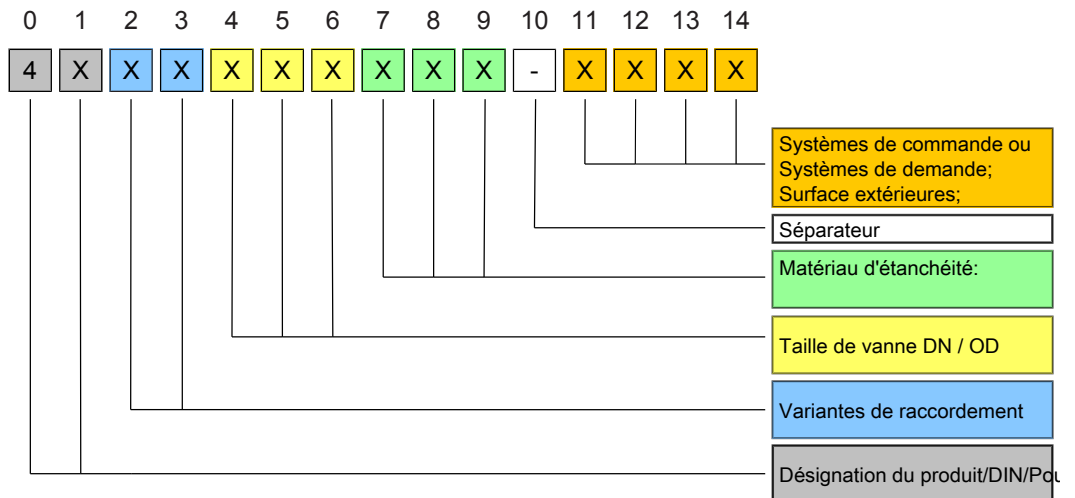 0 1 2 3 4 5 6 7 8 9 10 11 12 13 14
4 X X X X X X X X X - X X X X
Systèmes de commande ou
Systèmes de demande;
Surface extérieures;
Séparateur
Matériau d'étanchéité:
Taille de vanne DN / OD
Variantes de raccordement
Désignation du produit/DIN/Pou